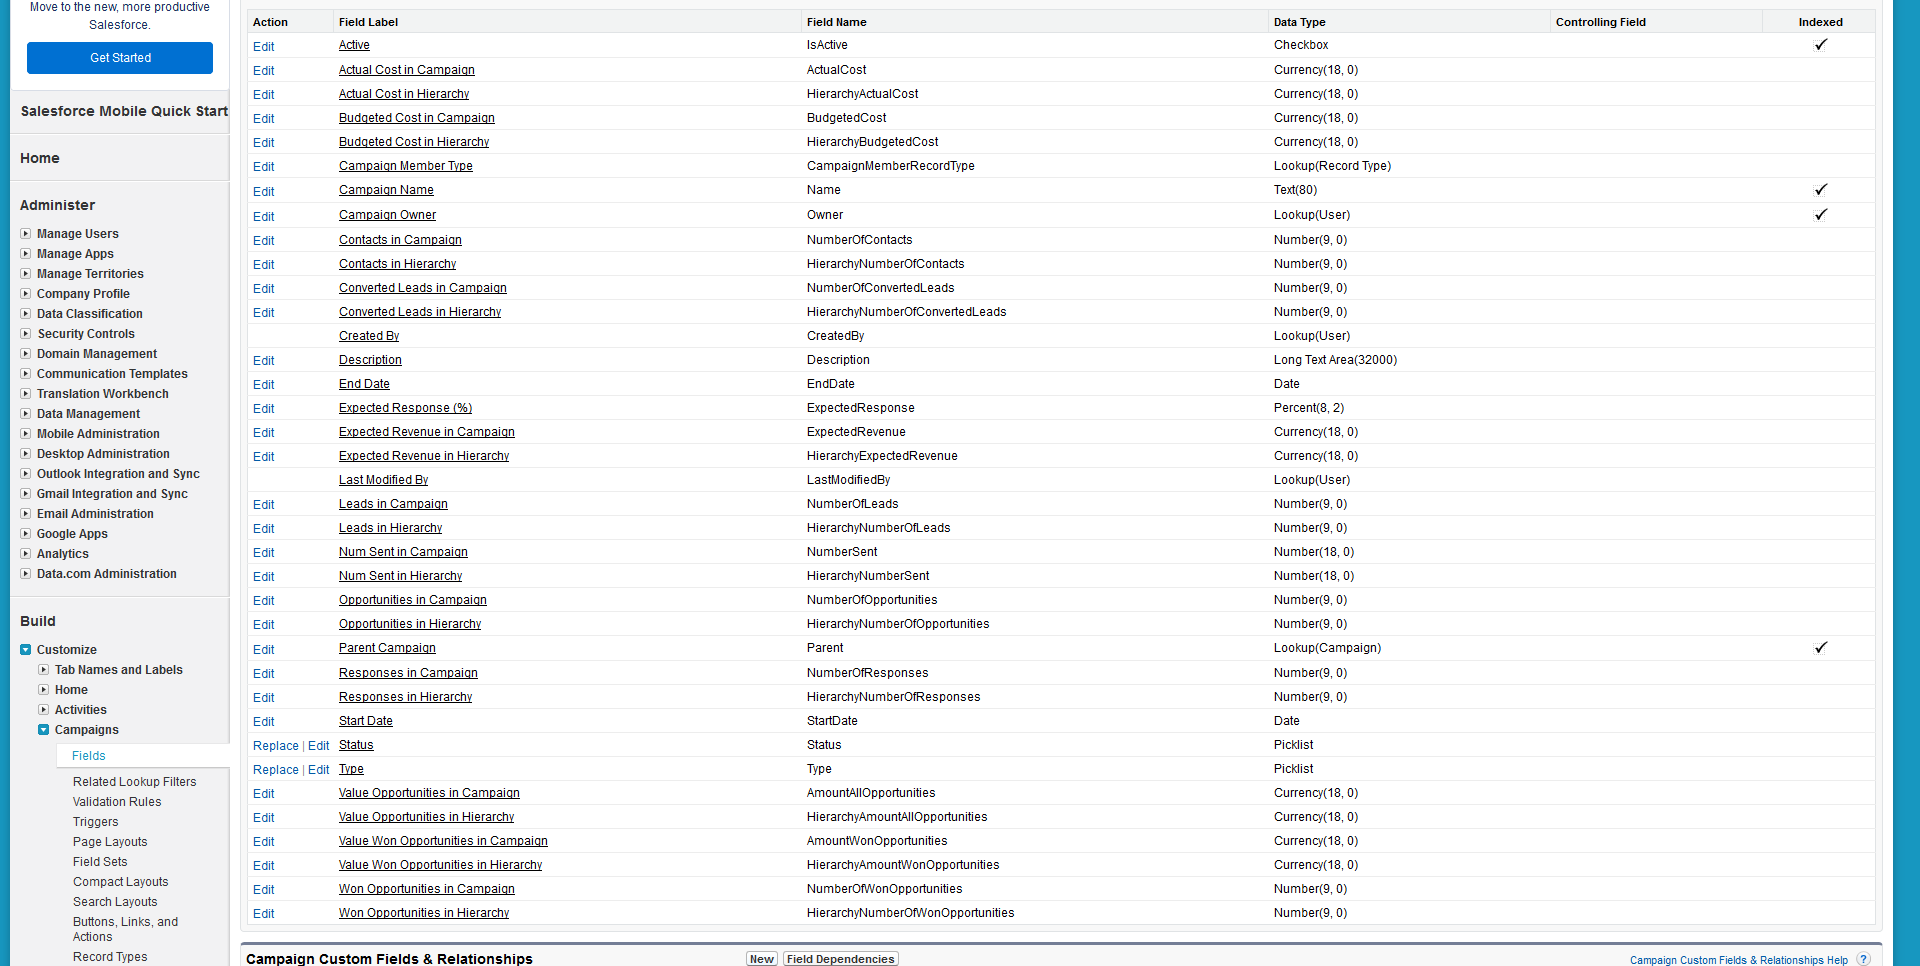 Move to the new, more productive
Salesforce.
Get Started
Salesforce Mobile Quick Start
Home
Administer
Manage Users
Manage Apps
Manage Territories
Company Profile
Data Classification
Security Controls
Domain Management
Communication Templates
Translation Workbench
Data Management
Mobile Administration
Desktop Administration
Outlook Integration and Sync
Gmail Integration and Sync
Email Administration
Google Apps
Analytics
Data.com Administration
Build
Customize
Tab Names and Labels
Home
Activities
Campaigns
Fields
Related Lookup Filters
Validation Rules
Triggers
Page Layouts
Field Sets
Compact Layouts
Search Layouts
Buttons, Links, and
Actions
Record Types
Action Field Label Field Name Data Type Controlling Field Indexed
Edit Active IsActive Checkbox ✓
Edit Actual Cost in Campaign ActualCost Currency(18, 0)
Edit Actual Cost in Hierarchy HierarchyActualCost Currency(18, 0)
Edit Budgeted Cost in Campaign BudgetedCost Currency(18, 0)
Edit Budgeted Cost in Hierarchy HierarchyBudgetedCost Currency(18, 0)
Edit Campaign Member Type CampaignMemberRecordType Lookup(Record Type)
Edit Campaign Name Name Text(80) ✓
Edit Campaign Owner Owner Lookup(User) ✓
Edit Contacts in Campaign NumberOfContacts Number(9, 0)
Edit Contacts in Hierarchy HierarchyNumberOfContacts Number(9, 0)
Edit Converted Leads in Campaign NumberOfConvertedLeads Number(9, 0)
Edit Converted Leads in Hierarchy HierarchyNumberOfConvertedLeads Number(9, 0)
Created By CreatedBy Lookup(User)
Edit Description Description Long Text Area(32000)
Edit End Date EndDate Date
Edit Expected Response (%) ExpectedResponse Percent(8, 2)
Edit Expected Revenue in Campaign ExpectedRevenue Currency(18, 0)
Edit Expected Revenue in Hierarchy HierarchyExpectedRevenue Currency(18, 0)
Last Modified By LastModifiedBy Lookup(User)
Edit Leads in Campaign NumberOfLeads Number(9, 0)
Edit Leads in Hierarchy HierarchyNumberOfLeads Number(9, 0)
Edit Num Sent in Campaign NumberSent Number(18, 0)
Edit Num Sent in Hierarchy HierarchyNumberSent Number(18, 0)
Edit Opportunities in Campaign NumberOfOpportunities Number(9, 0)
Edit Opportunities in Hierarchy HierarchyNumberOfOpportunities Number(9, 0)
Edit Parent Campaign Parent Lookup(Campaign) ✓
Edit Responses in Campaign NumberOfResponses Number(9, 0)
Edit Responses in Hierarchy HierarchyNumberOfResponses Number(9, 0)
Edit Start Date StartDate Date
Replace | Edit Status Status Picklist
Replace | Edit Type Type Picklist
Edit Value Opportunities in Campaign AmountAllOpportunities Currency(18, 0)
Edit Value Opportunities in Hierarchy HierarchyAmountAllOpportunities Currency(18, 0)
Edit Value Won Opportunities in Campaign AmountWonOpportunities Currency(18, 0)
Edit Value Won Opportunities in Hierarchy HierarchyAmountWonOpportunities Currency(18, 0)
Edit Won Opportunities in Campaign NumberOfWonOpportunities Number(9, 0)
Edit Won Opportunities in Hierarchy HierarchyNumberOfWonOpportunities Number(9, 0)
Campaign Custom Fields & Relationships New Field Dependencies Campaign Custom Fields & Relationships Help ?